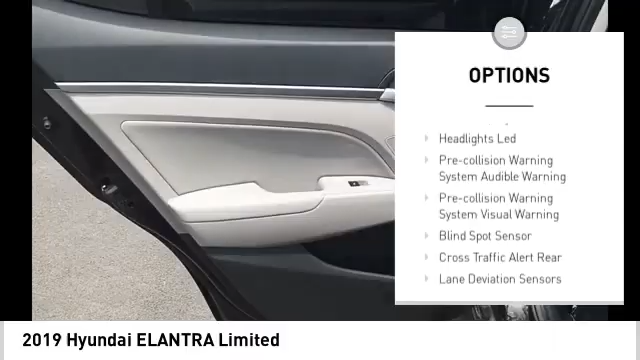 OPTIONS
Headlights Led
Pre-collision Warning
System Audible Warning
Pre-collision Warning
System Visual Warning
Blind Spot Sensor
Cross Traffic Alert Rear
Lane Deviation Sensors
2019 Hyundai ELANTRA Limited